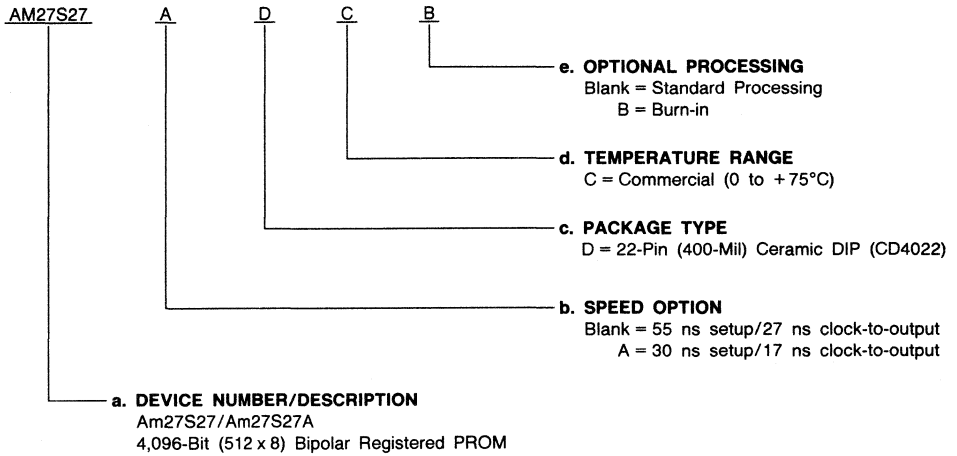 AM27S27 A D C B
e. OPTIONAL PROCESSING
Blank = Standard Processing
B = Burn-in
d. TEMPERATURE RANGE
C = Commercial (0 to +75°C)
c. PACKAGE TYPE
D = 22-Pin (400-Mil) Ceramic DIP (CD4022)
b. SPEED OPTION
Blank = 55 ns setup/27 ns clock-to-output
A = 30 ns setup/17 ns clock-to-output
a. DEVICE NUMBER/DESCRIPTION
Am27S27/Am27S27A
4,096-Bit (512 x 8) Bipolar Registered PROM